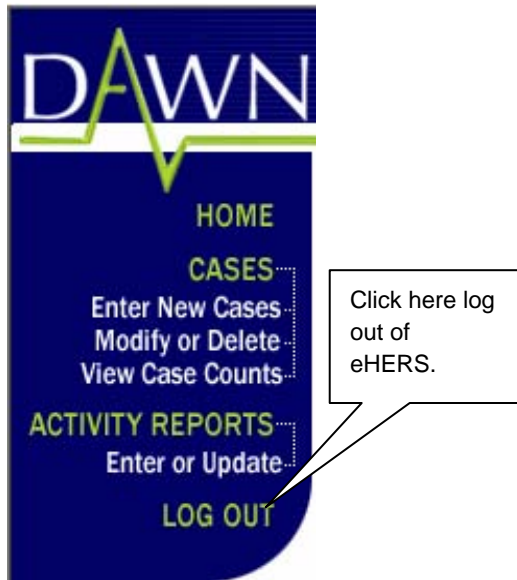 DAWN
HOME
CASES
Enter New Cases
Modify or Delete
View Case Counts
ACTIVITY REPORTS
Enter or Update
LOG OUT
Click here log
out of
eHERS.